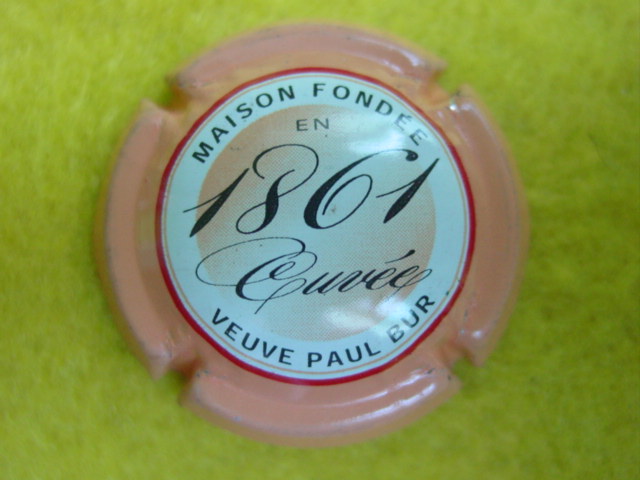 MAISON FONDÉE
EN
1861
Cuvée
VEUVE PAUL BUR